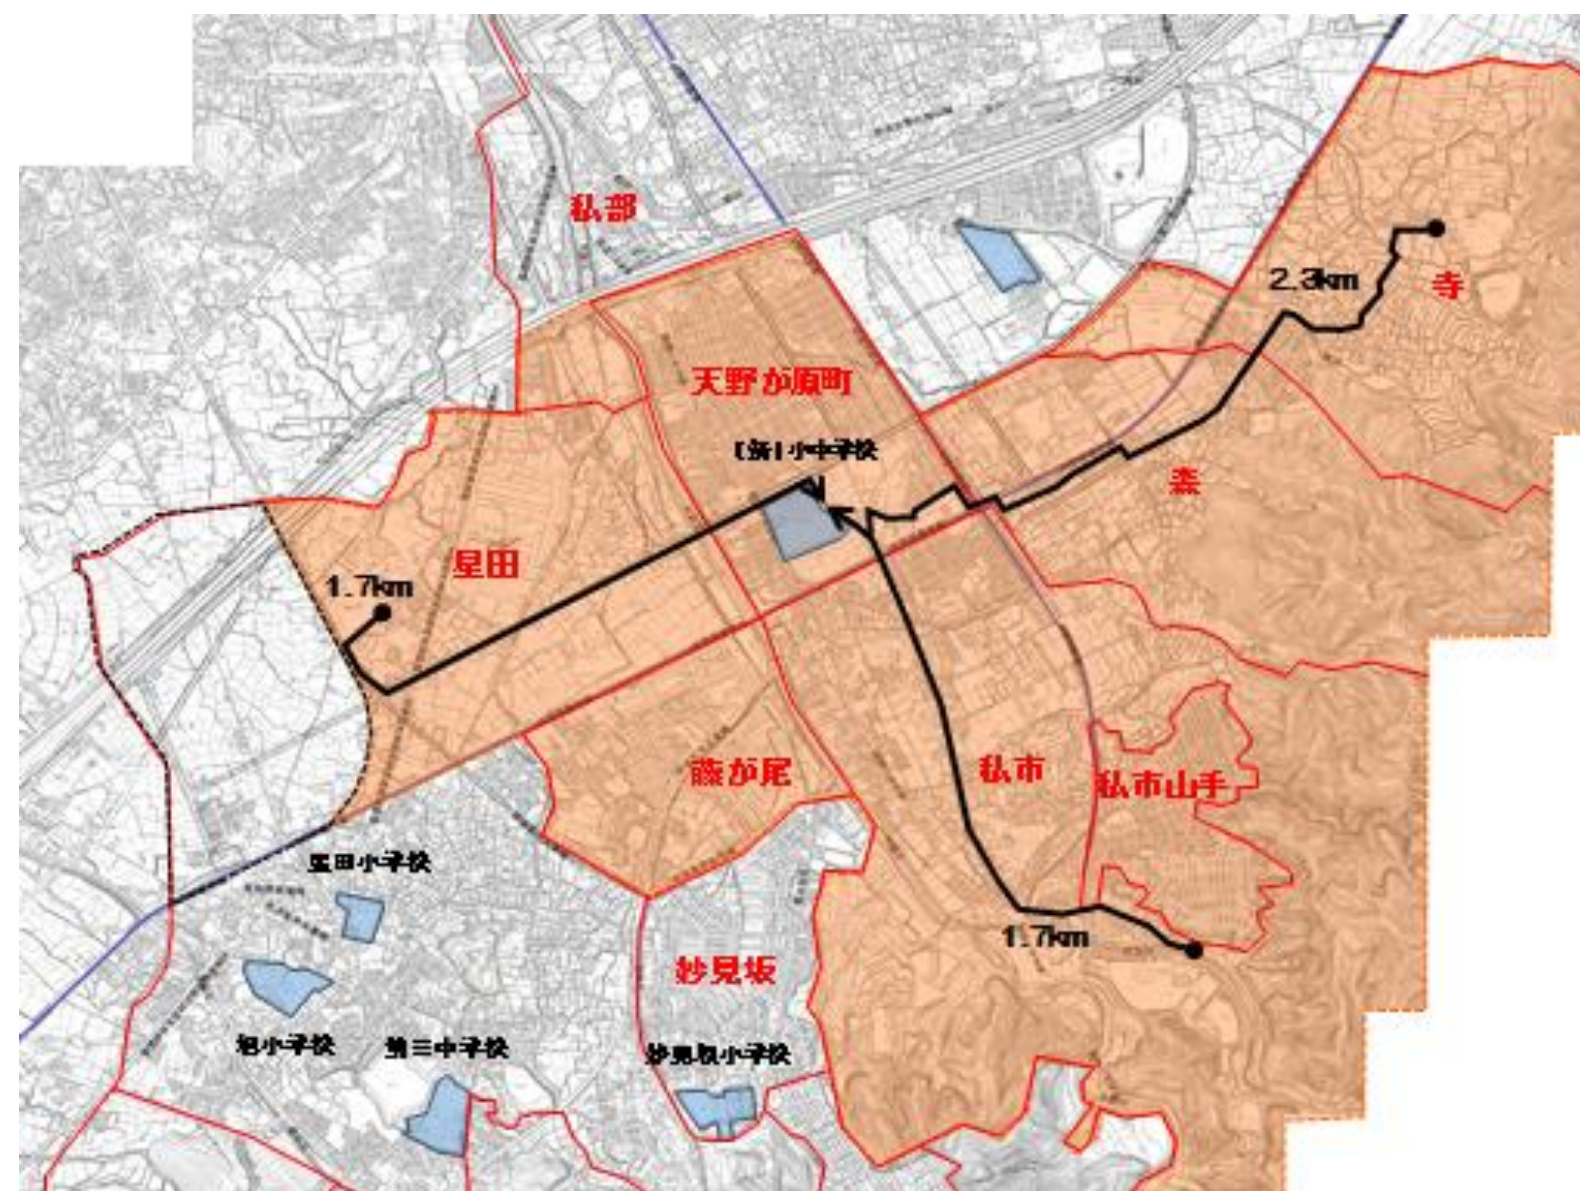 私部
2.3km
寺
天野が原町
[新]小中学校
森
星田
1.7km
藤が尾
私市
私市山手
星田小学校
1.7km
妙見坂
旭小学校
第三中学校
妙見坂小学校